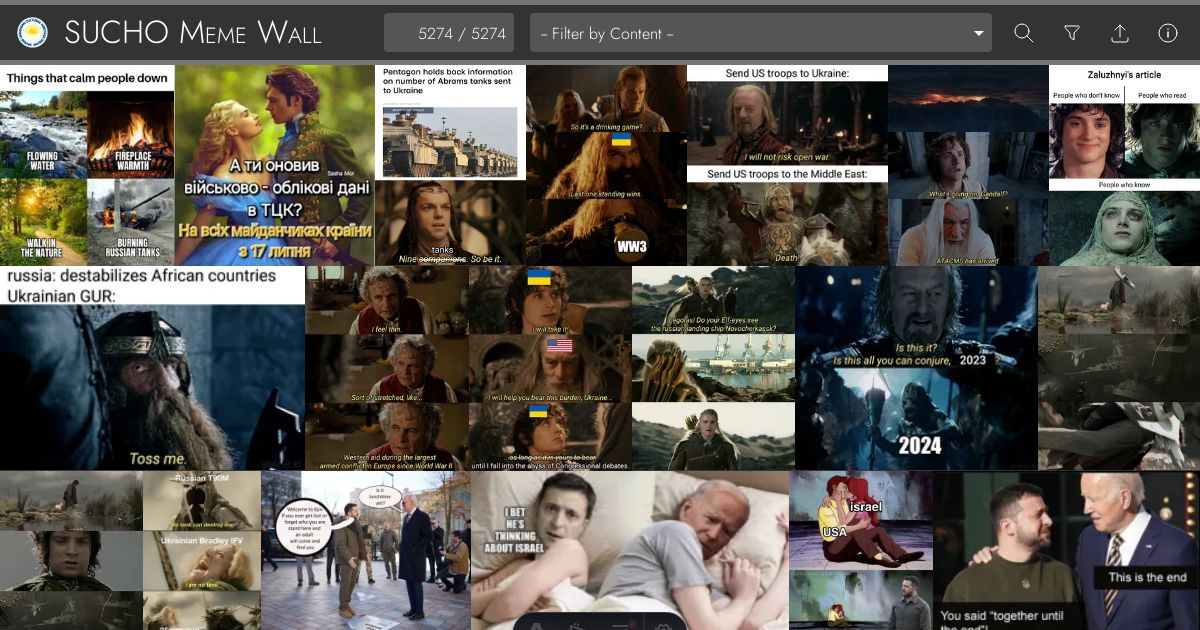 SUCHO Meme Wall
5274 / 5274
– Filter by Content –
Things that calm people down
FLOWING
WATER
FIREPLACE
WARMTH
WALK IN
THE NATURE
BURNING
RUSSIAN TANKS
А ти оновив
Sasha Mor
військово - облікові дані
в ТЦК?
На всіх майданчиках країни
з 17 липня
Pentagon holds back information
on number of Abrams tanks sent
to Ukraine
tanks
Nine companions. So be it.
So it's a drinking game?
Last one standing wins.
WW3
Send US troops to Ukraine:
I will not risk open war.
Send US troops to the Middle East:
Death!
What's going on, Gandalf?
ATACMS has arrived.
Zaluzhnyi's article
People who don't know
People who read
People who know
russia: destabilizes African countries
Ukrainian GUR:
Toss me.
I feel thin.
Sort of stretched, like...
...Western aid during the largest
armed conflict in Europe since World War II.
I will take it!
I will help you bear this burden, Ukraine...
...as long as it is yours to bear.
until I fall into the abyss of Congressional debates.
Legolas! Do your Elf-eyes see
the russian landing ship Novocherkassk?
Is this it?
Is this all you can conjure, 2023 ?
2024
Russian T90M
No tank can destroy me.
Ukrainian Bradley IFV
I am no tank.
Welcome to Kyiv
If you ever get lost or
forget who you are
stand here and
an adult
will come and
find you
Is it
lunchtime
yet?
I BET
HE'S
THINKING
ABOUT ISRAEL
israel
USA
This is the end
You said "together until
the end"!